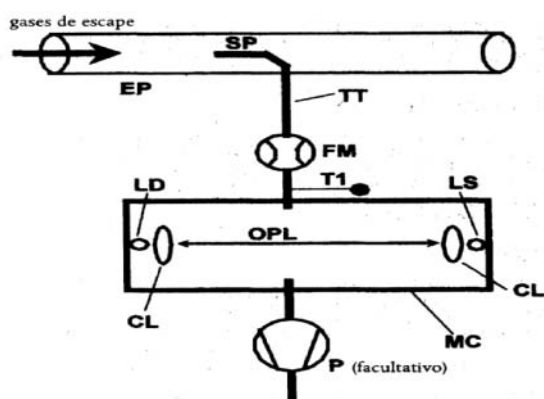 gases de escape
SP
EP
TT
FM
T1
LD
LS
OPL
CL
CL
MC
P (facultativo)